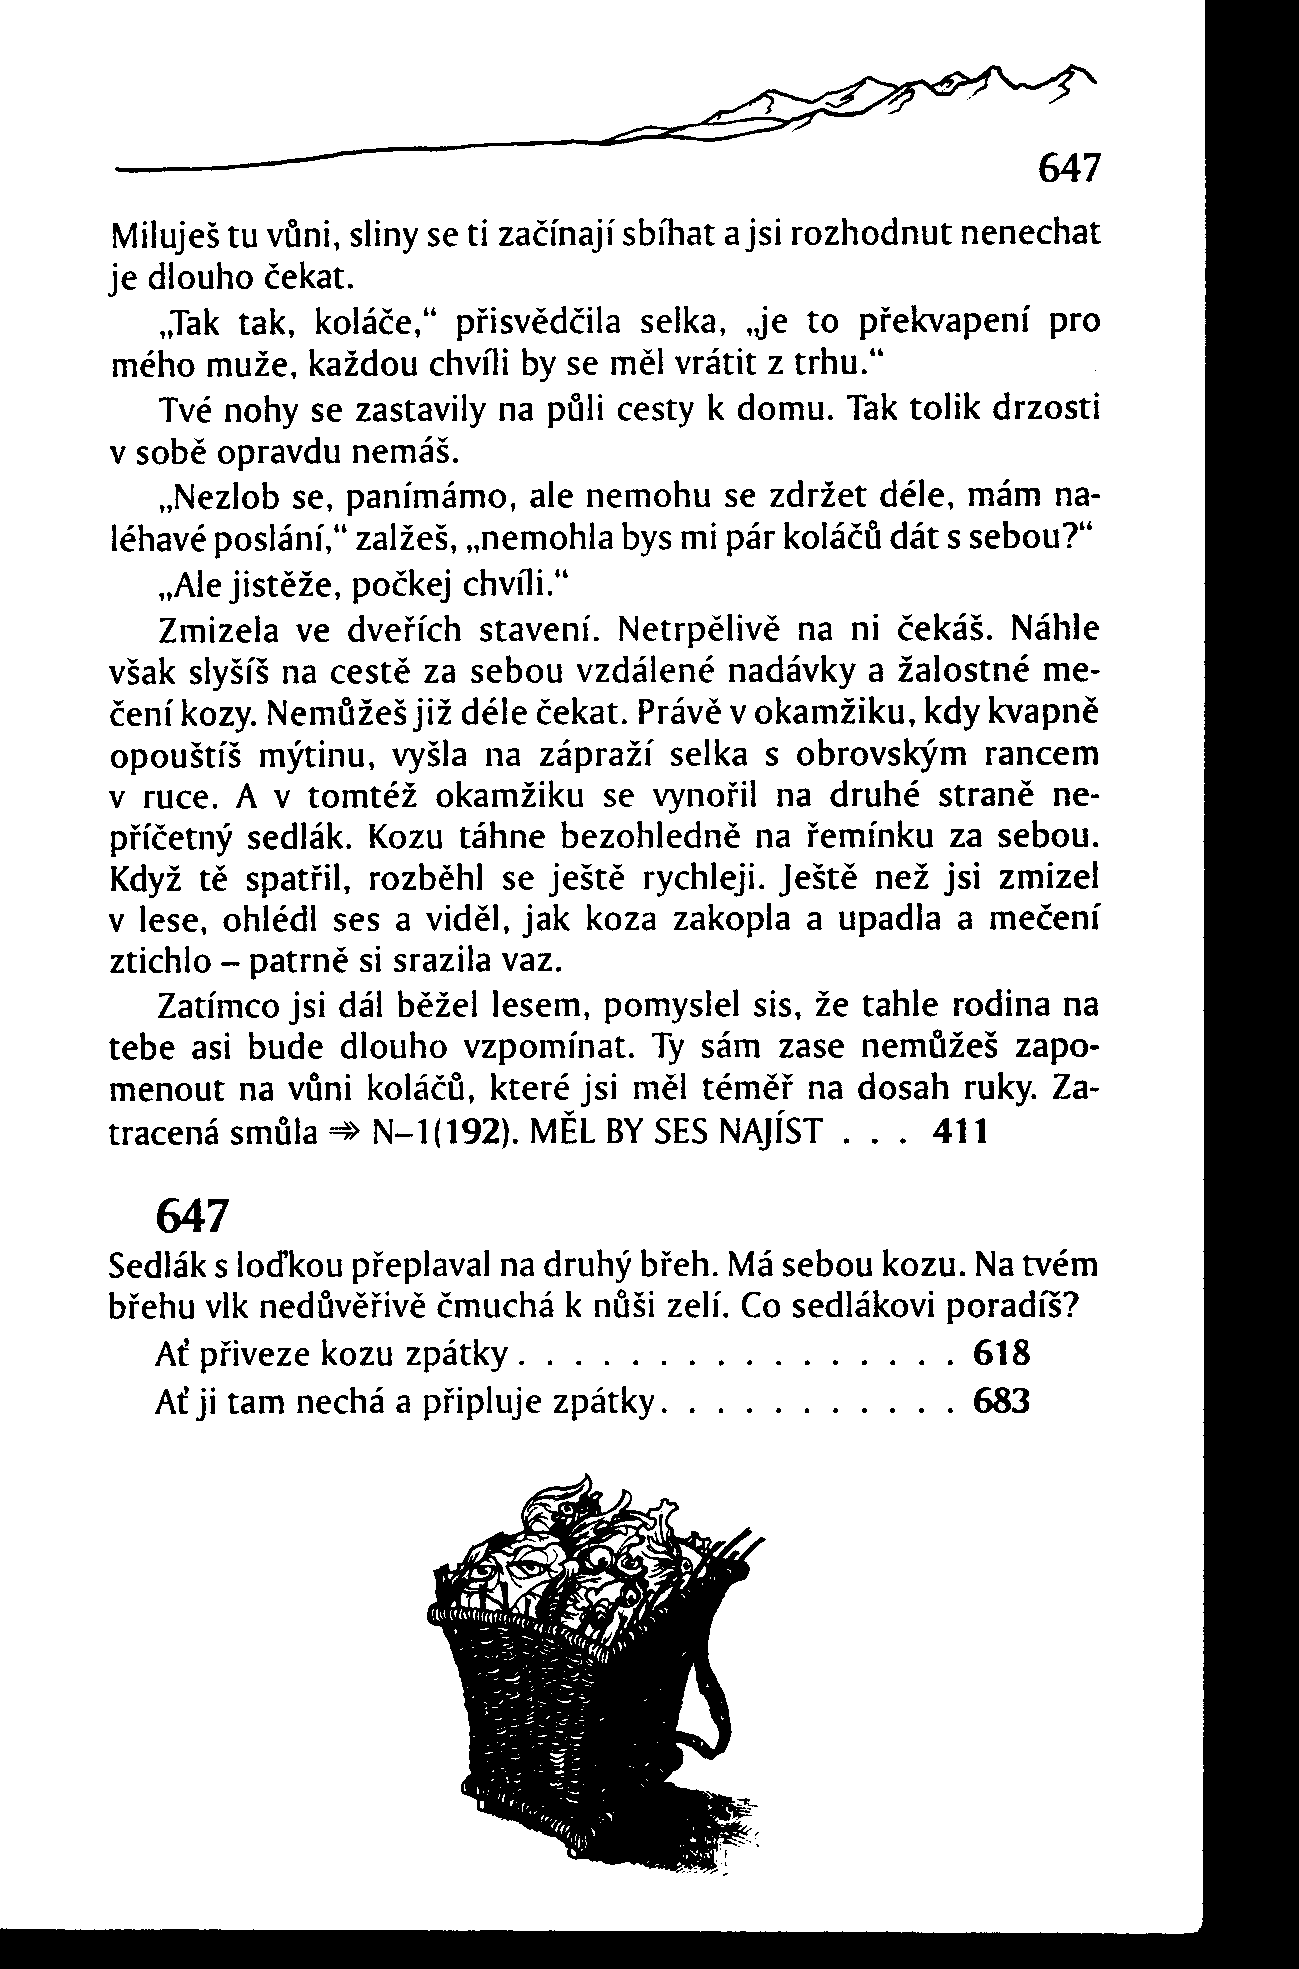 647
Miluješ tu vůni, sliny se ti začínají sbíhat a jsi rozhodnut nenechat
je dlouho čekat.
„Tak tak, koláče,“ přisvědčila selka, „je to překvapení pro
mého muže, každou chvíli by se měl vrátit z trhu.“
Tvé nohy se zastavily na půli cesty k domu. Tak tolik drzosti
v sobě opravdu nemáš.
„Nezlob se, panímámo, ale nemohu se zdržet déle, mám na-
léhavé poslání,“ zalžeš, „nemohla bys mi pár koláčů dát s sebou?“
„Ale jistěže, počkej chvíli.“
Zmizela ve dveřích stavení. Netrpělivě na ni čekáš. Náhle
však slyšíš na cestě za sebou vzdálené nadávky a žalostné me-
čení kozy. Nemůžeš již déle čekat. Právě v okamžiku, kdy kvapně
opouštíš mýtinu, vyšla na zápraží selka s obrovským rancem
v ruce. A v tomtéž okamžiku se vynořil na druhé straně ne-
příčetný sedlák. Kozu táhne bezohledně na řemínku za sebou.
Když tě spatřil, rozběhl se ještě rychleji. Ještě než jsi zmizel
v lese, ohlédl ses a viděl, jak koza zakopla a upadla a mečení
ztichlo – patrně si srazila vaz.
Zatímco jsi dál běžel lesem, pomyslel sis, že tahle rodina na
tebe asi bude dlouho vzpomínat. Ty sám zase nemůžeš zapo-
menout na vůni koláčů, které jsi měl téměř na dosah ruky. Za-
tracená smůla ⇒ N–1(192). MĚL BY SES NAJÍST . . . 411
647
Sedlák s loďkou přeplaval na druhý břeh. Má sebou kozu. Na tvém
břehu vlk nedůvěřivě čmuchá k nůši zelí. Co sedlákovi poradíš?
Ať přiveze kozu zpátky . . . . . . . . . . . . . . . . 618
Ať ji tam nechá a připluje zpátky. . . . . . . . . . . 683